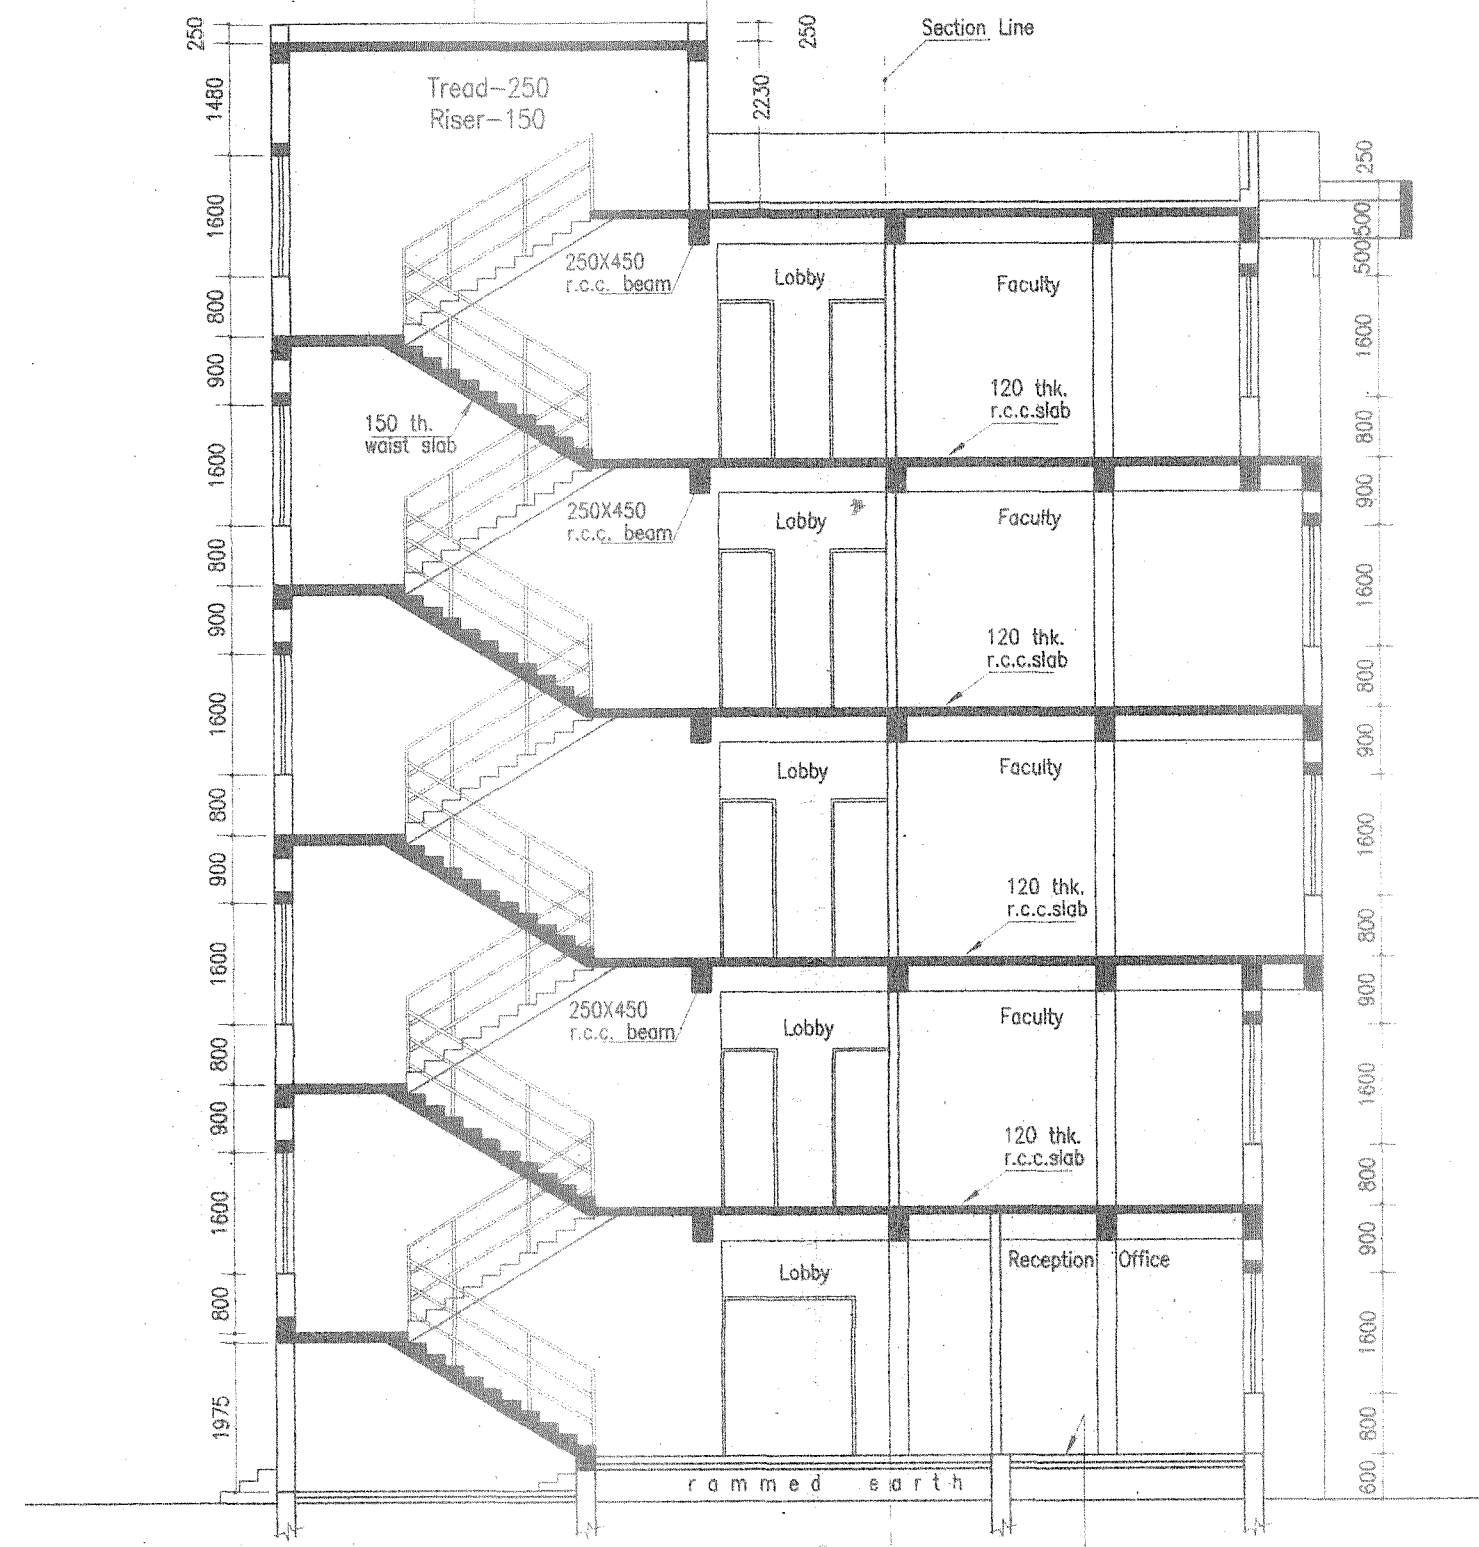 Section Line
250
250
1480
2230
Tread-250
Riser-150
250
1600
500
500
250X450
r.c.c. beam
Lobby
Faculty
800
1600
900
120 thk.
r.c.c.slab
150 th.
waist slab
800
1600
250X450
r.c.c. beam
Lobby
Faculty
900
800
1600
900
120 thk.
r.c.c.slab
800
1600
900
Lobby
Faculty
800
1600
900
120 thk.
r.c.c.slab
800
1600
250X450
r.c.c. beam
Lobby
Faculty
900
800
1600
900
120 thk.
r.c.c.slab
800
1600
900
Lobby
Reception
Office
800
1600
1975
800
rammed earth
600